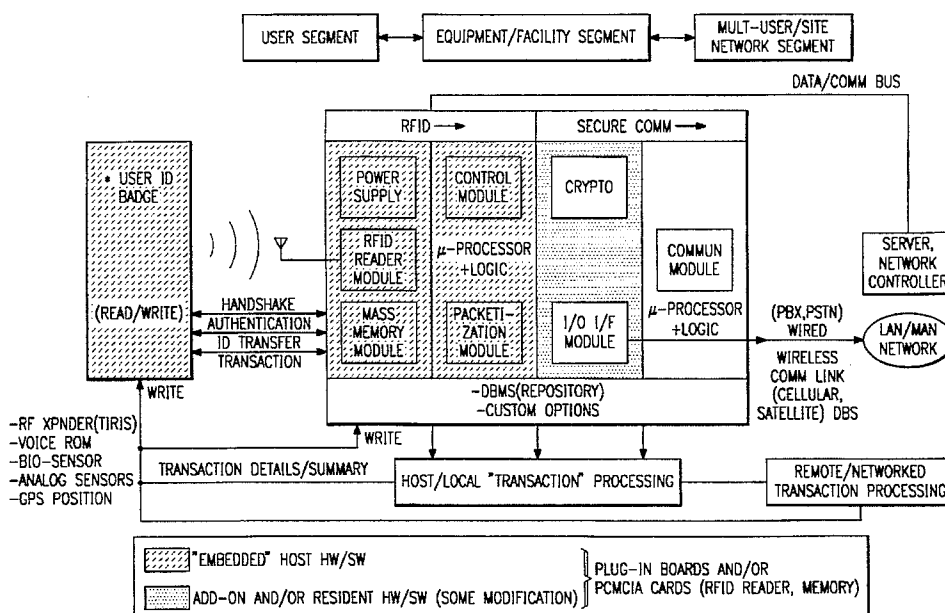 USER SEGMENT
EQUIPMENT/FACILITY SEGMENT
MULT-USER/SITE
NETWORK SEGMENT
DATA/COMM BUS
RFID
SECURE COMM
* USER ID
BADGE
(READ/WRITE)
POWER
SUPPLY
CONTROL
MODULE
CRYPTO
RFID
READER
MODULE
μ-PROCESSOR
+LOGIC
COMMUN
MODULE
SERVER,
NETWORK
CONTROLLER
MASS
MEMORY
MODULE
PACKETI-
ZATION
MODULE
I/O I/F
MODULE
μ-PROCESSOR
+LOGIC
HANDSHAKE
AUTHENTICATION
ID TRANSFER
TRANSACTION
(PBX,PSTN)
WIRED
WIRELESS
COMM LINK
(CELLULAR,
SATELLITE) DBS
LAN/MAN
NETWORK
-DBMS(REPOSITORY)
-CUSTOM OPTIONS
WRITE
WRITE
-RF XPNDER(TIRIS)
-VOICE ROM
-BIO-SENSOR
-ANALOG SENSORS
-GPS POSITION
TRANSACTION DETAILS/SUMMARY
HOST/LOCAL "TRANSACTION" PROCESSING
REMOTE/NETWORKED
TRANSACTION PROCESSING
"EMBEDDED" HOST HW/SW
ADD-ON AND/OR RESIDENT HW/SW (SOME MODIFICATION)
PLUG-IN BOARDS AND/OR
PCMCIA CARDS (RFID READER, MEMORY)